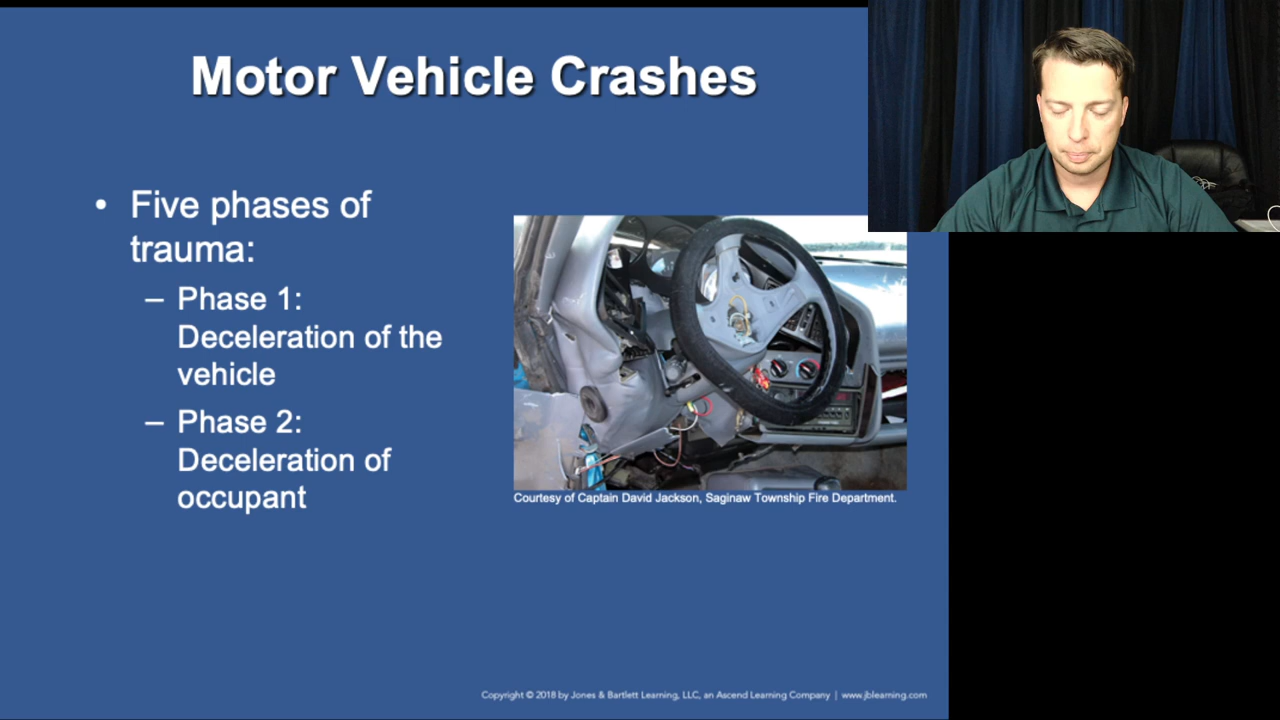 Motor Vehicle Crashes
• Five phases of
trauma:
– Phase 1:
Deceleration of the
vehicle
– Phase 2:
Deceleration of
occupant
Courtesy of Captain David Jackson, Saginaw Township Fire Department.
Copyright © 2018 by Jones & Bartlett Learning, LLC, an Ascend Learning Company | www.jblearning.com